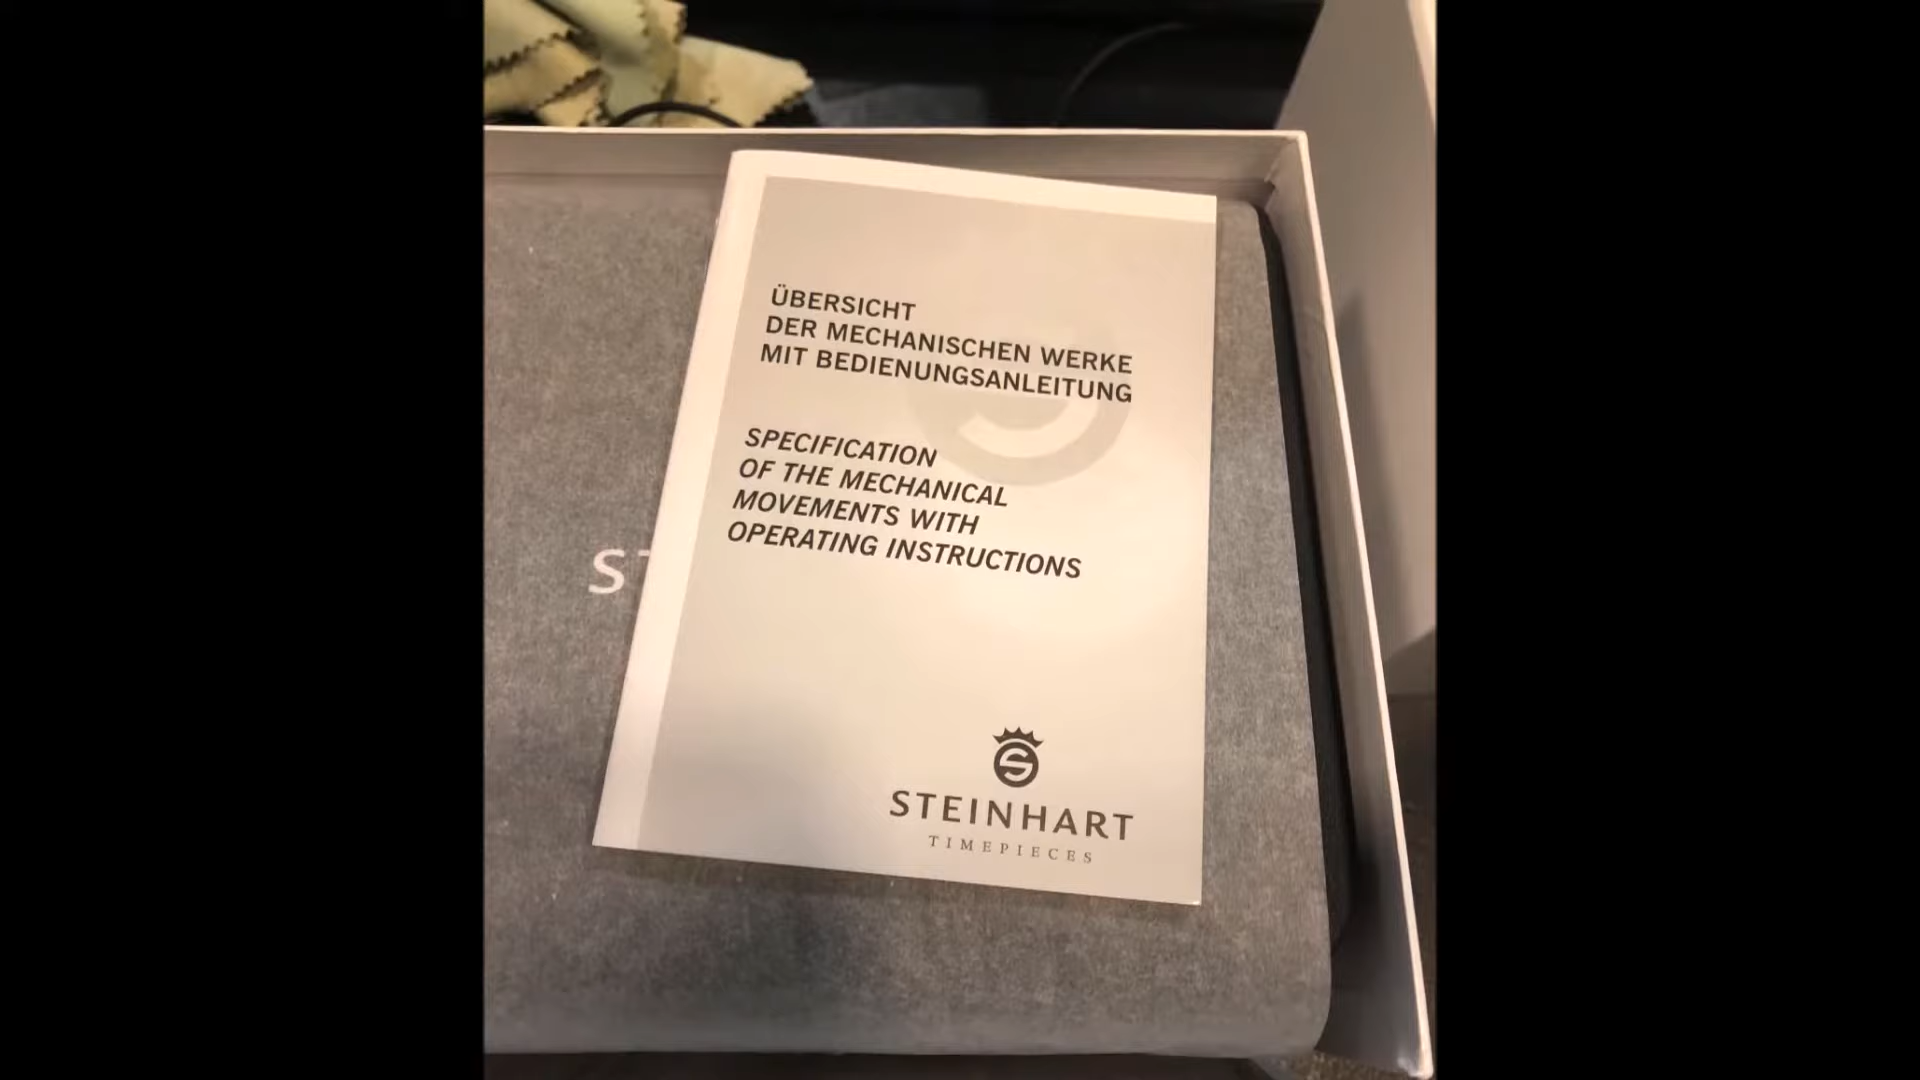 ÜBERSICHT
DER MECHANISCHEN WERKE
MIT BEDIENUNGSANLEITUNG
SPECIFICATION
OF THE MECHANICAL
MOVEMENTS WITH
OPERATING INSTRUCTIONS
S
STEINHART
TIMEPIECES